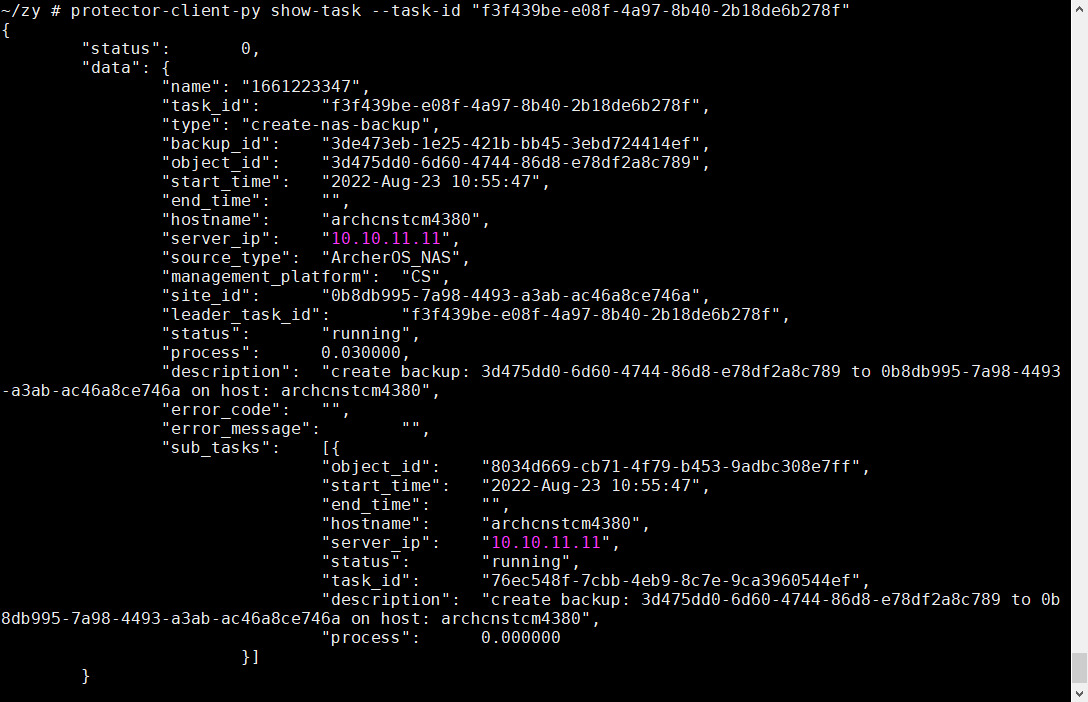 ~/zy # protector-client-py show-task --task-id "f3f439be-e08f-4a97-8b40-2b18de6b278f"
{
        "status":       0,
        "data": {
                "name": "1661223347",
                "task_id":      "f3f439be-e08f-4a97-8b40-2b18de6b278f",
                "type": "create-nas-backup",
                "backup_id":    "3de473eb-1e25-421b-bb45-3ebd724414ef",
                "object_id":    "3d475dd0-6d60-4744-86d8-e78df2a8c789",
                "start_time":   "2022-Aug-23 10:55:47",
                "end_time":     "",
                "hostname":     "archcnstcm4380",
                "server_ip":    "10.10.11.11",
                "source_type":  "ArcherOS_NAS",
                "management_platform":  "CS",
                "site_id":      "0b8db995-7a98-4493-a3ab-ac46a8ce746a",
                "leader_task_id":       "f3f439be-e08f-4a97-8b40-2b18de6b278f",
                "status":       "running",
                "process":      0.030000,
                "description":  "create backup: 3d475dd0-6d60-4744-86d8-e78df2a8c789 to 0b8db995-7a98-4493
-a3ab-ac46a8ce746a on host: archcnstcm4380",
                "error_code":   "",
                "error_message":        "",
                "sub_tasks":    [{
                                "object_id":    "8034d669-cb71-4f79-b453-9adbc308e7ff",
                                "start_time":   "2022-Aug-23 10:55:47",
                                "end_time":     "",
                                "hostname":     "archcnstcm4380",
                                "server_ip":    "10.10.11.11",
                                "status":       "running",
                                "task_id":      "76ec548f-7cbb-4eb9-8c7e-9ca3960544ef",
                                "description":  "create backup: 3d475dd0-6d60-4744-86d8-e78df2a8c789 to 0b
8db995-7a98-4493-a3ab-ac46a8ce746a on host: archcnstcm4380",
                                "process":      0.000000
                        }]
        }